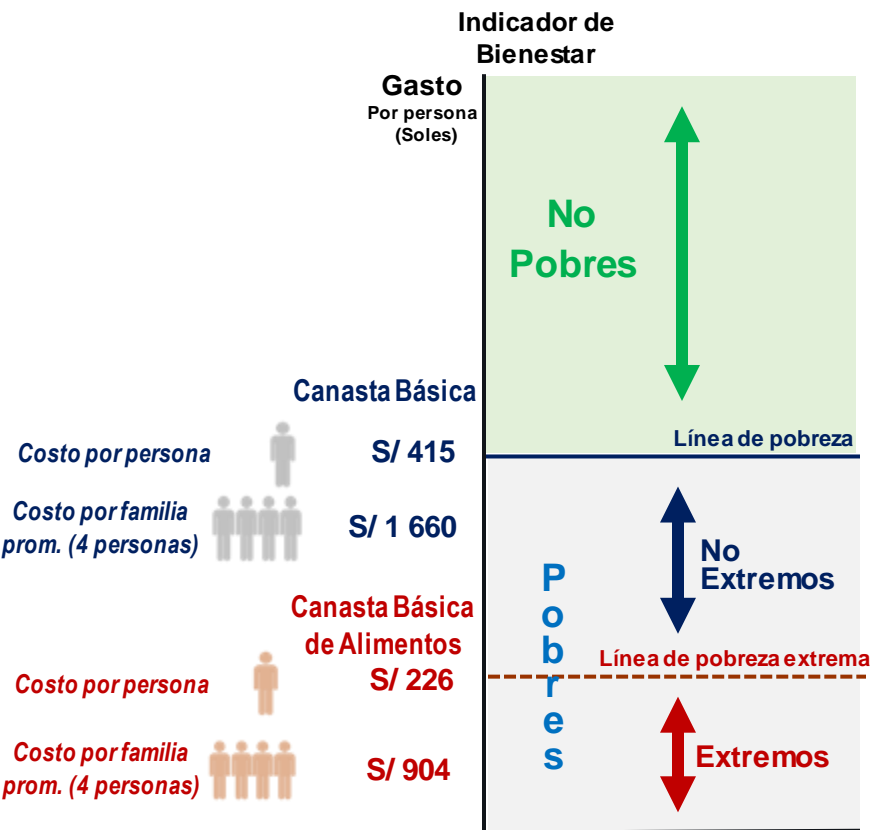 Indicador de
Bienestar
Gasto
Por persona
(Soles)
No
Pobres
Canasta Básica
Línea de pobreza
Costo por persona
S/ 415
Costo por familia
prom. (4 personas)
S/ 1 660
No
Extremos
Pobres
Canasta Básica
de Alimentos
Línea de pobreza extrema
Costo por persona
S/ 226
Costo por familia
prom. (4 personas)
S/ 904
Extremos